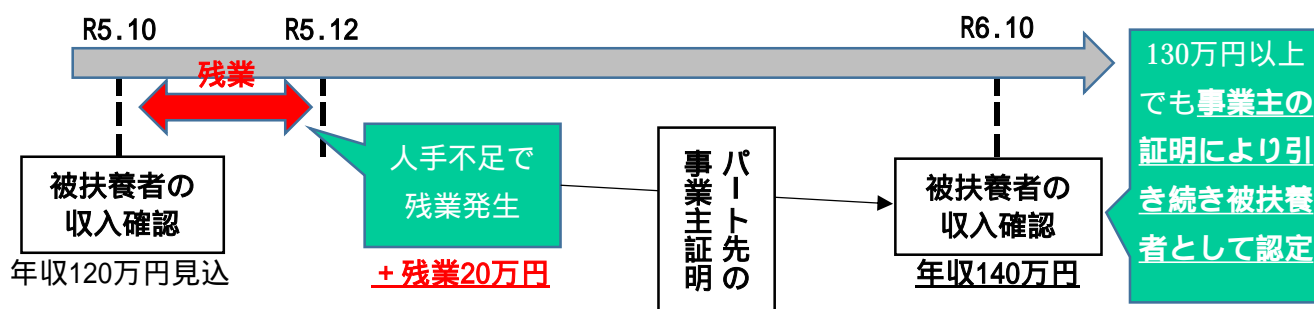 R5.10
R5.12
R6.10
残業
被扶養者の
収入確認
年収120万円見込
人手不足で
残業発生
+残業20万円
パート先の
事業主証明
被扶養者の
収入確認
年収140万円
130万円以上
でも事業主の
証明により引
き続き被扶養
者として認定